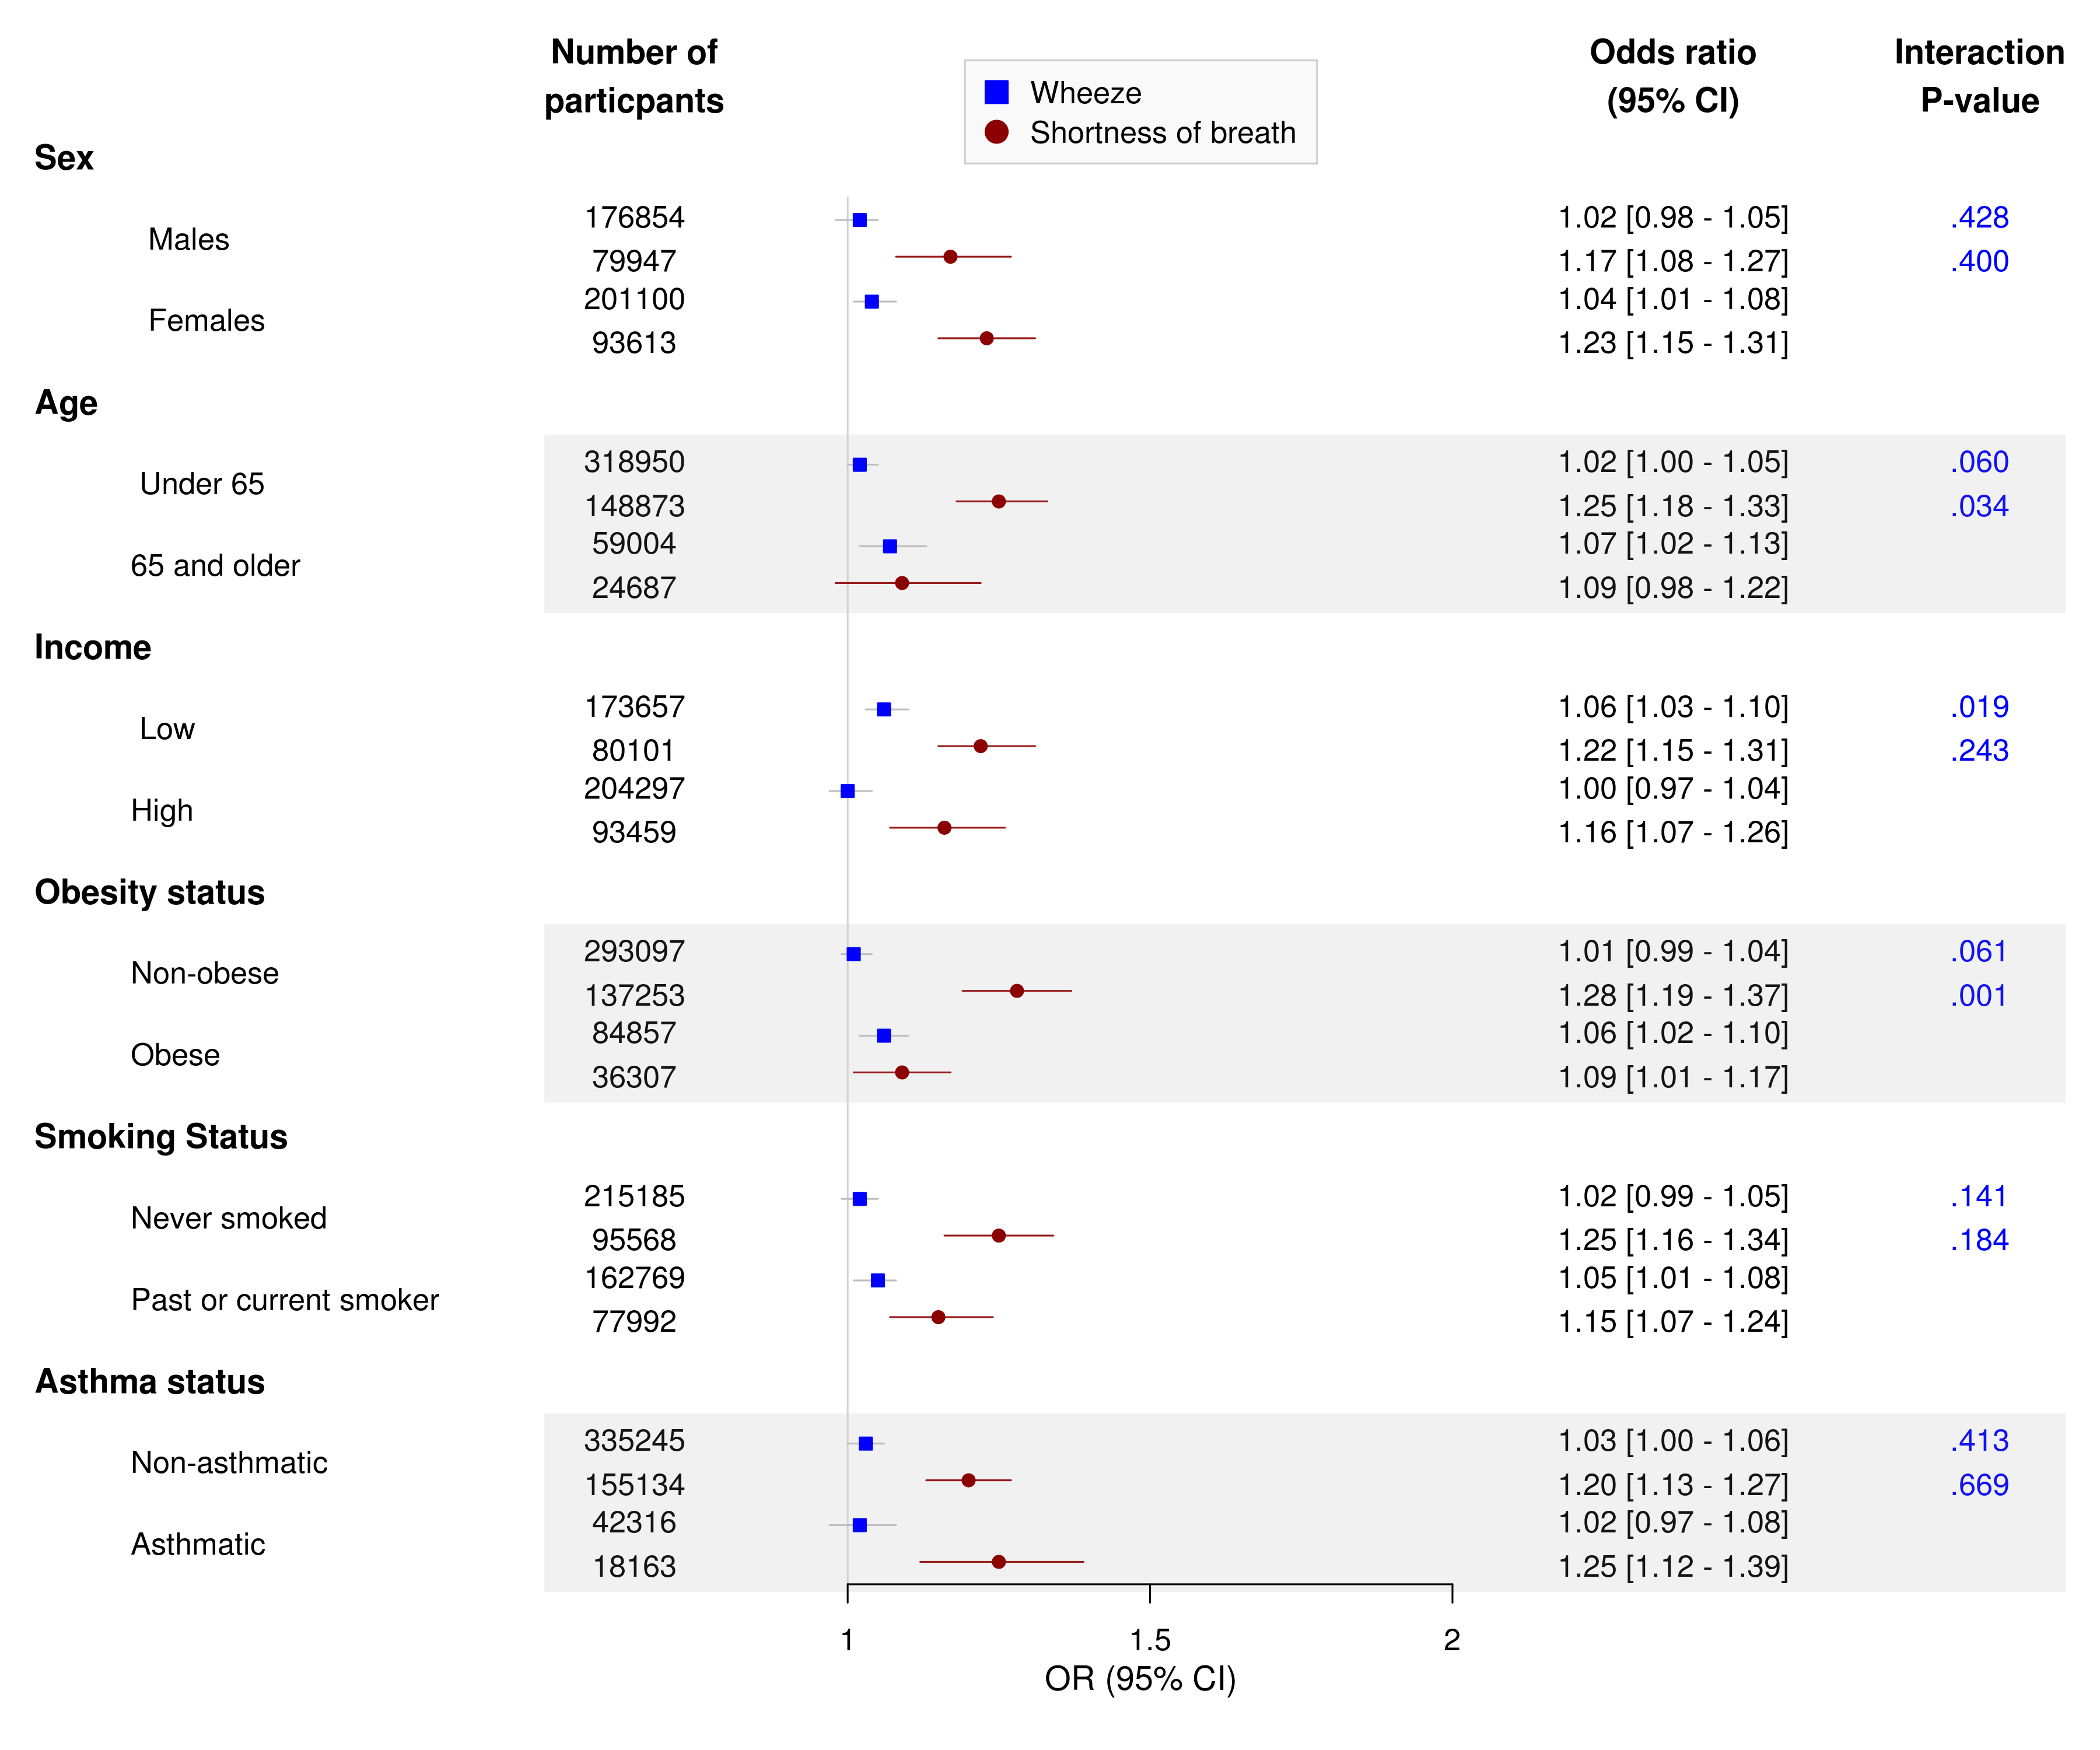 Number of
particpants
Wheeze
Shortness of breath
Odds ratio
(95% CI)
Interaction
P-value
Sex
Males
176854 1.02 [0.98 - 1.05] .428
79947 1.17 [1.08 - 1.27] .400
Females
201100 1.04 [1.01 - 1.08]
93613 1.23 [1.15 - 1.31]
Age
Under 65
318950 1.02 [1.00 - 1.05] .060
148873 1.25 [1.18 - 1.33] .034
65 and older
59004 1.07 [1.02 - 1.13]
24687 1.09 [0.98 - 1.22]
Income
Low
173657 1.06 [1.03 - 1.10] .019
80101 1.22 [1.15 - 1.31] .243
High
204297 1.00 [0.97 - 1.04]
93459 1.16 [1.07 - 1.26]
Obesity status
Non-obese
293097 1.01 [0.99 - 1.04] .061
137253 1.28 [1.19 - 1.37] .001
Obese
84857 1.06 [1.02 - 1.10]
36307 1.09 [1.01 - 1.17]
Smoking Status
Never smoked
215185 1.02 [0.99 - 1.05] .141
95568 1.25 [1.16 - 1.34] .184
Past or current smoker
162769 1.05 [1.01 - 1.08]
77992 1.15 [1.07 - 1.24]
Asthma status
Non-asthmatic
335245 1.03 [1.00 - 1.06] .413
155134 1.20 [1.13 - 1.27] .669
Asthmatic
42316 1.02 [0.97 - 1.08]
18163 1.25 [1.12 - 1.39]
1 1.5 2
OR (95% CI)